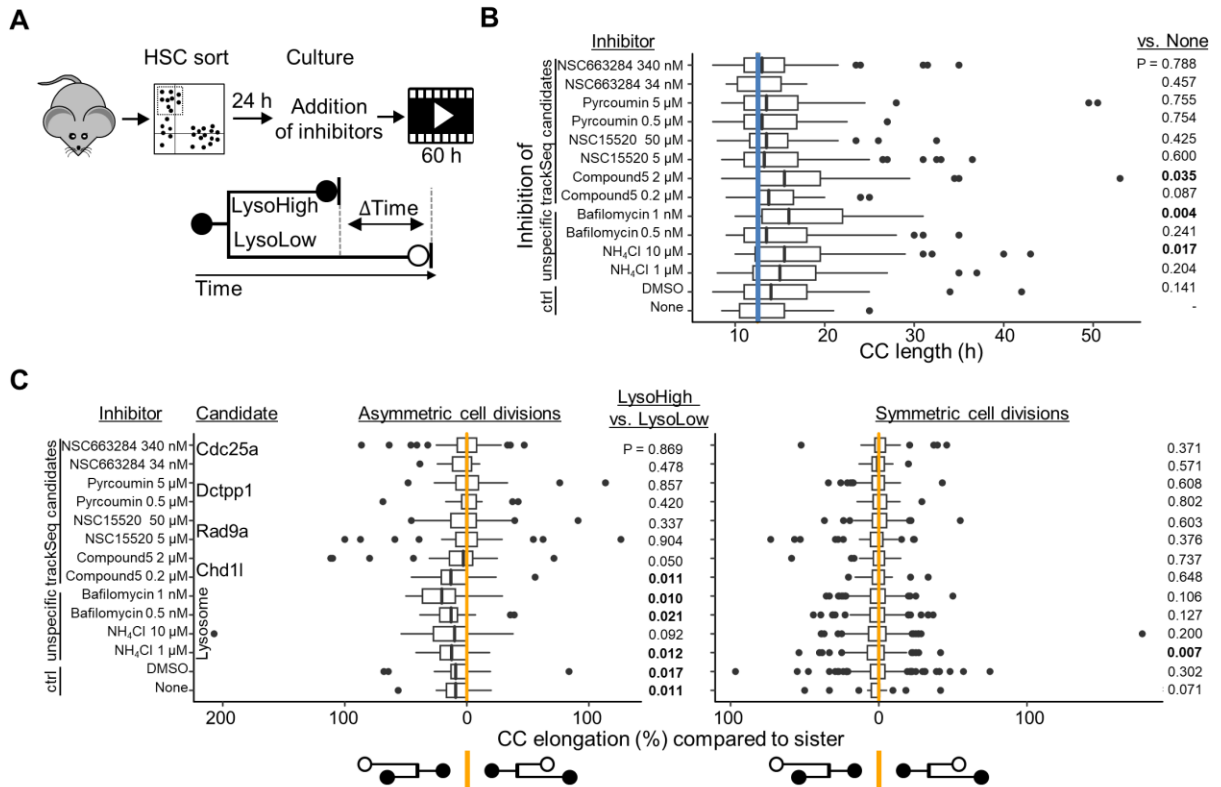 A
HSC sort
Culture
24 h
Addition
of inhibitors
60 h
LysoHigh
LysoLow
ΔTime
Time
B
Inhibitor
vs. None
Inhibition of
trackSeq candidates
unspecific
ctrl
NSC663284 340 nM P = 0.788
NSC663284 34 nM 0.457
Pyrcoumin 5 µM 0.755
Pyrcoumin 0.5 µM 0.754
NSC15520 50 µM 0.425
NSC15520 5 µM 0.600
Compound5 2 µM 0.035
Compound5 0.2 µM 0.087
Bafilomycin 1 nM 0.004
Bafilomycin 0.5 nM 0.241
NH₄Cl 10 µM 0.017
NH₄Cl 1 µM 0.204
DMSO 0.141
None -
10 20 30 40 50
CC length (h)
C
Inhibitor Candidate Asymmetric cell divisions LysoHigh vs. LysoLow Symmetric cell divisions
trackSeq candidates
unspecific
ctrl
NSC663284 340 nM Cdc25a P = 0.869 0.371
NSC663284 34 nM 0.478 0.571
Pyrcoumin 5 µM Dctpp1 0.857 0.608
Pyrcoumin 0.5 µM 0.420 0.802
NSC15520 50 µM Rad9a 0.337 0.603
NSC15520 5 µM 0.904 0.376
Compound5 2 µM Chd1l 0.050 0.737
Compound5 0.2 µM 0.011 0.648
Lysosome
Bafilomycin 1 nM 0.010 0.106
Bafilomycin 0.5 nM 0.021 0.127
NH₄Cl 10 µM 0.092 0.200
NH₄Cl 1 µM 0.012 0.007
DMSO 0.017 0.302
None 0.011 0.071
200 100 0 100 100 0 100
CC elongation (%) compared to sister